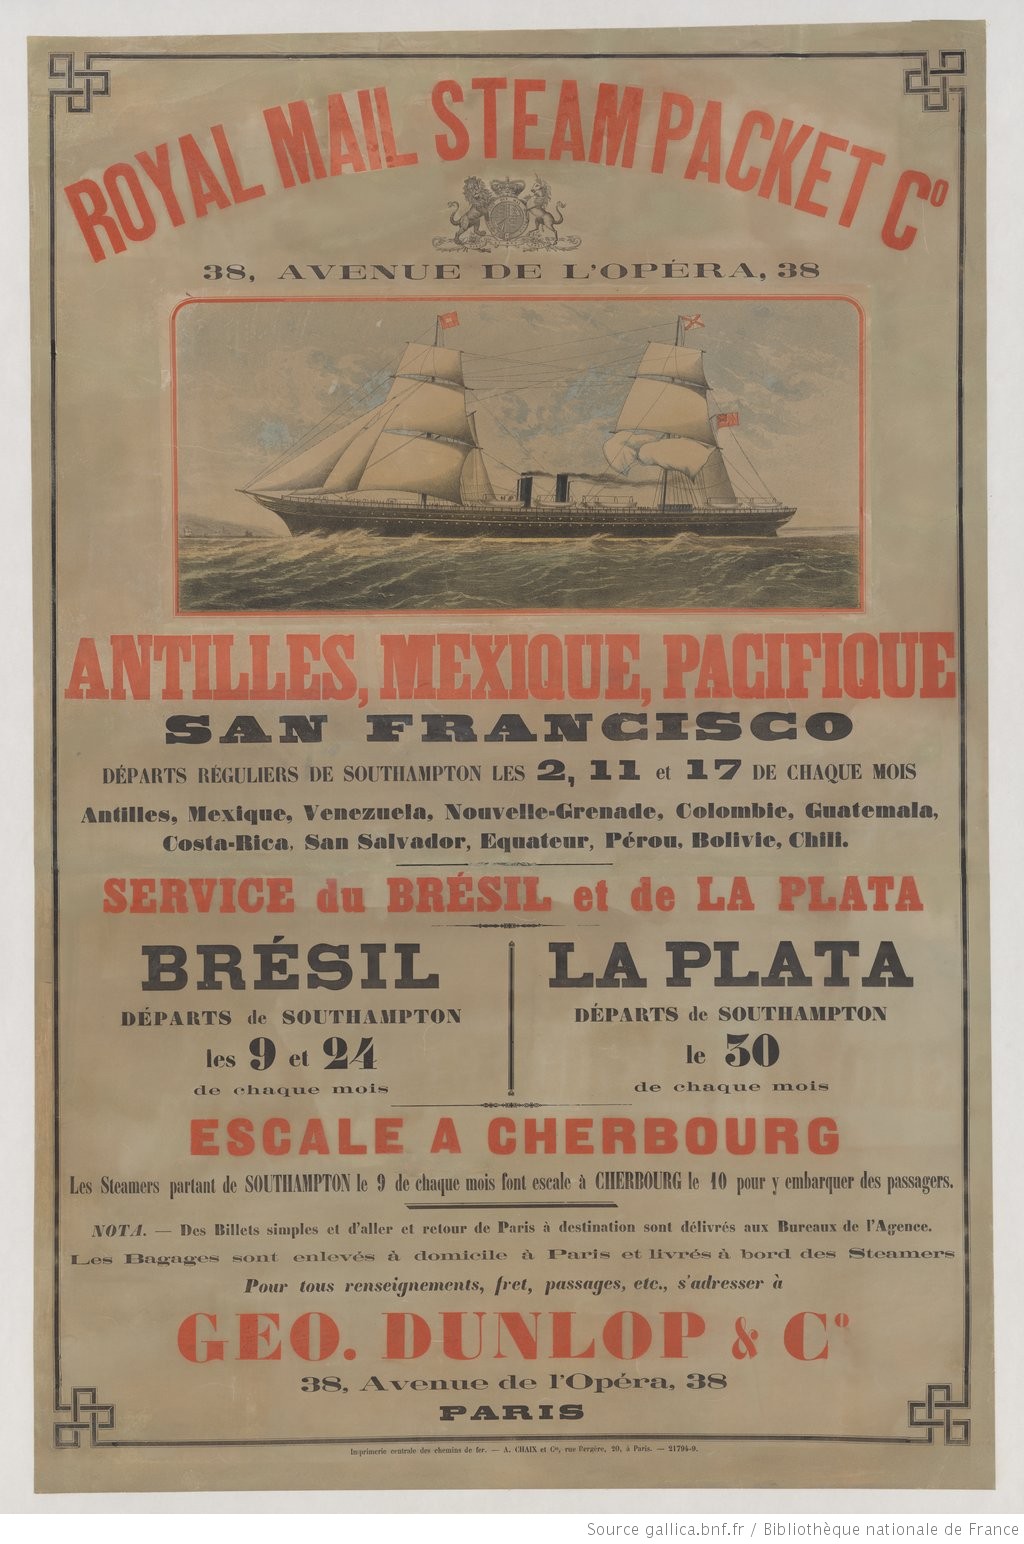 ROYAL MAIL STEAM PACKET Cº
38, AVENUE DE L'OPÉRA, 38
ANTILLES, MEXIQUE, PACIFIQUE
SAN FRANCISCO
DÉPARTS RÉGULIERS DE SOUTHAMPTON LES 2, 11 et 17 DE CHAQUE MOIS
Antilles, Mexique, Venezuela, Nouvelle-Grenade, Colombie, Guatemala,
Costa-Rica, San Salvador, Equateur, Pérou, Bolivie, Chili.
SERVICE du BRÉSIL et de LA PLATA
BRÉSIL
DÉPARTS de SOUTHAMPTON
les 9 et 24
de chaque mois
LA PLATA
DÉPARTS de SOUTHAMPTON
le 30
de chaque mois
ESCALE A CHERBOURG
Les Steamers partant de SOUTHAMPTON le 9 de chaque mois font escale à CHERBOURG le 10 pour y embarquer des passagers.
NOTA. — Des Billets simples et d'aller et retour de Paris à destination sont délivrés aux Bureaux de l'Agence.
Les Bagages sont enlevés à domicile à Paris et livrés à bord des Steamers
Pour tous renseignements, fret, passages, etc., s'adresser à
GEO. DUNLOP & Cº
38, Avenue de l'Opéra, 38
PARIS
Imprimerie centrale des chemins de fer. — A. CHAIX et Cie, rue Bergère, 20, à Paris. — 21794-9.
Source gallica.bnf.fr / Bibliothèque nationale de France